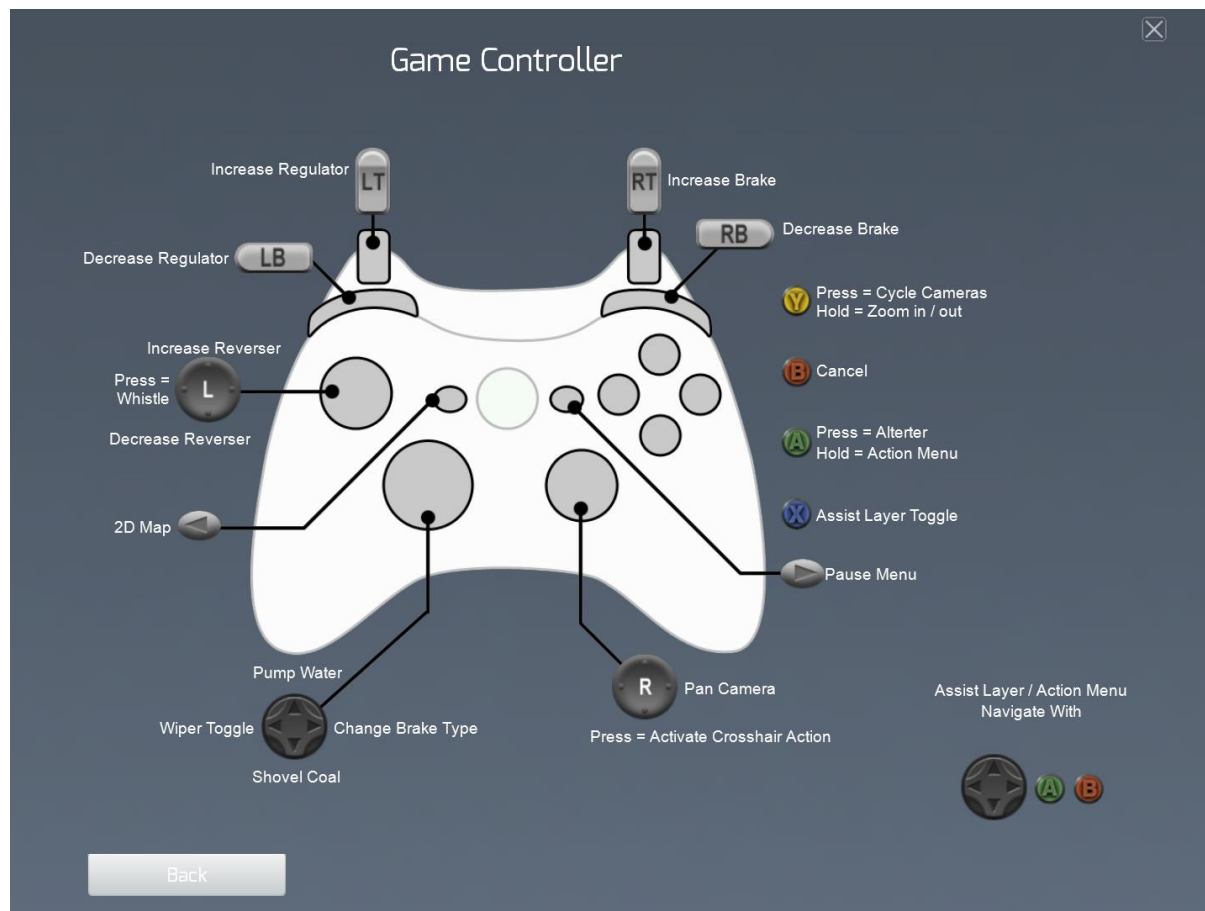 Game Controller
Increase Regulator
LT
RT
Increase Brake
Decrease Regulator
LB
RB
Decrease Brake
Y
Press = Cycle Cameras
Hold = Zoom in / out
Increase Reverser
Press =
Whistle
L
Decrease Reverser
B
Cancel
A
Press = Alterter
Hold = Action Menu
2D Map
X
Assist Layer Toggle
Pause Menu
Pump Water
Wiper Toggle
Change Brake Type
Shovel Coal
R
Pan Camera
Press = Activate Crosshair Action
Assist Layer / Action Menu
Navigate With
A
B
Back